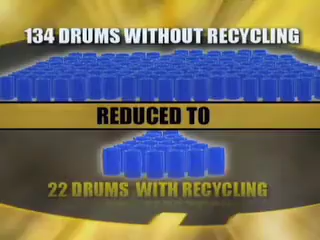 134 DRUMS WITHOUT RECYCLING
REDUCED TO
22 DRUMS WITH RECYCLING